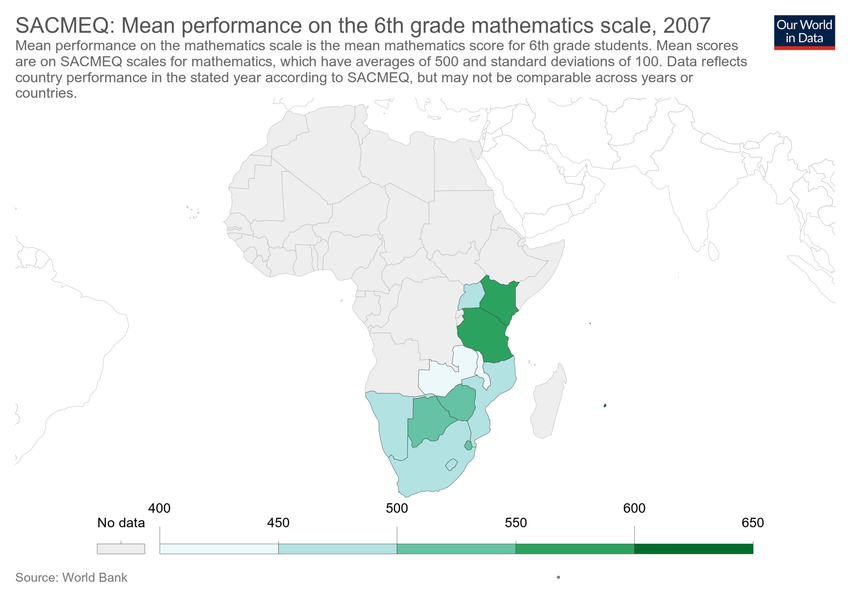 SACMEQ: Mean performance on the 6th grade mathematics scale, 2007
Our World
in Data
Mean performance on the mathematics scale is the mean mathematics score for 6th grade students. Mean scores
are on SACMEQ scales for mathematics, which have averages of 500 and standard deviations of 100. Data reflects
country performance in the stated year according to SACMEQ, but may not be comparable across years or
countries.
400 500 600
No data 450 550 650
Source: World Bank